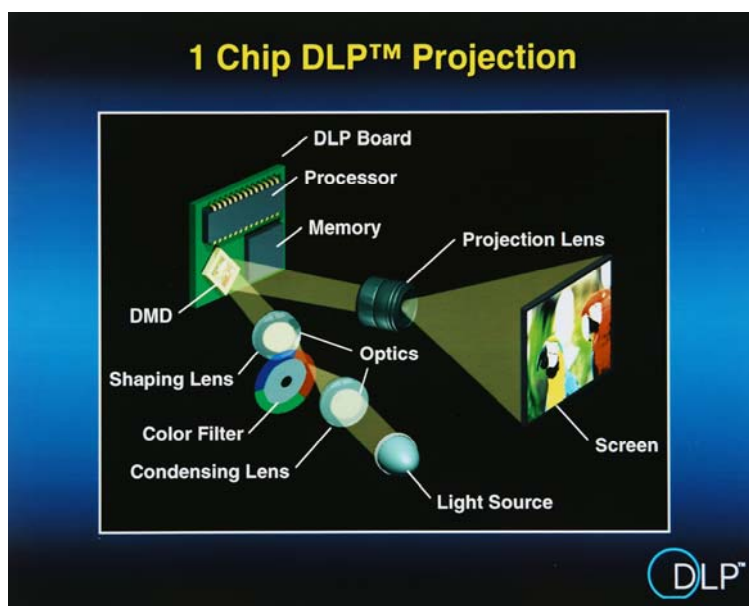 1 Chip DLP™ Projection
DLP Board
Processor
Memory
Projection Lens
DMD
Optics
Shaping Lens
Color Filter
Condensing Lens
Screen
Light Source
DLP™